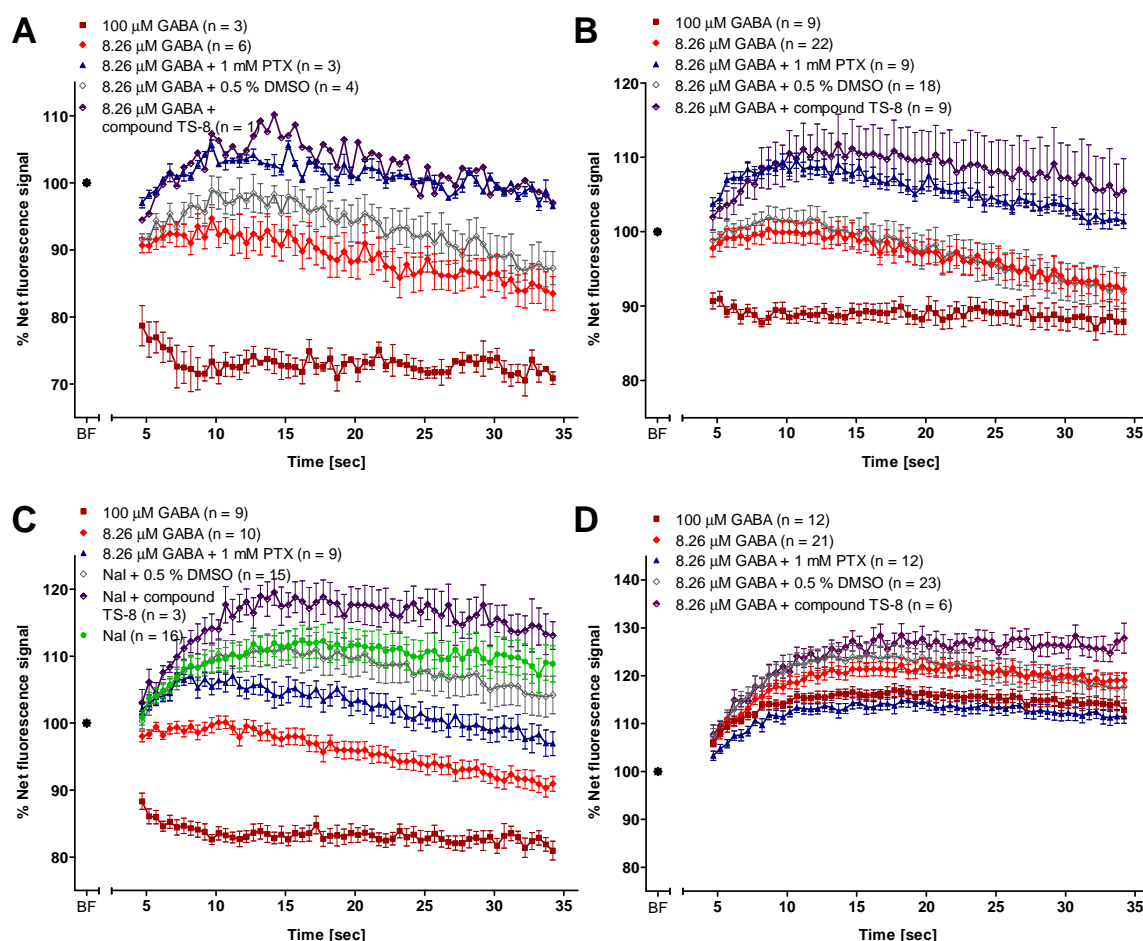 A
100 µM GABA (n = 3)
8.26 µM GABA (n = 6)
8.26 µM GABA + 1 mM PTX (n = 3)
8.26 µM GABA + 0.5 % DMSO (n = 4)
8.26 µM GABA +
compound TS-8 (n = 1)
% Net fluorescence signal
110
100
90
80
70
BF
5
10
15
20
25
30
35
Time [sec]
B
100 µM GABA (n = 9)
8.26 µM GABA (n = 22)
8.26 µM GABA + 1 mM PTX (n = 9)
8.26 µM GABA + 0.5 % DMSO (n = 18)
8.26 µM GABA + compound TS-8 (n = 9)
% Net fluorescence signal
120
110
100
90
80
BF
5
10
15
20
25
30
35
Time [sec]
C
100 µM GABA (n = 9)
8.26 µM GABA (n = 10)
8.26 µM GABA + 1 mM PTX (n = 9)
NaI + 0.5 % DMSO (n = 15)
NaI + compound
TS-8 (n = 3)
NaI (n = 16)
% Net fluorescence signal
120
110
100
90
80
BF
5
10
15
20
25
30
35
Time [sec]
D
100 µM GABA (n = 12)
8.26 µM GABA (n = 21)
8.26 µM GABA + 1 mM PTX (n = 12)
8.26 µM GABA + 0.5 % DMSO (n = 23)
8.26 µM GABA + compound TS-8 (n = 6)
% Net fluorescence signal
140
130
120
110
100
90
80
BF
5
10
15
20
25
30
35
Time [sec]